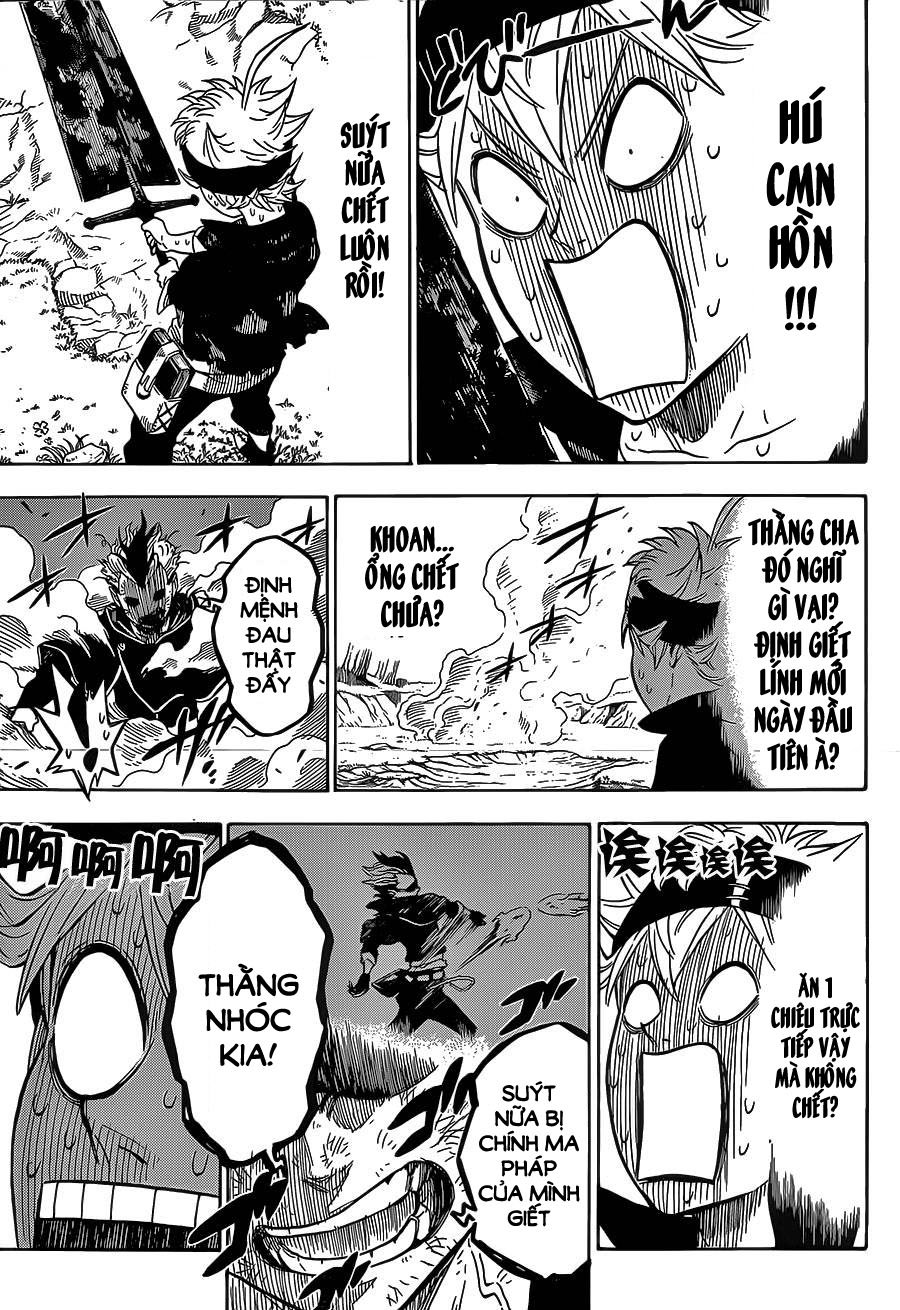 どびー
HÚ
CMN
HỒN
!!!
SUÝT
NỮA
CHẾT
LUÔN
RỒI!
THẰNG CHA
ĐÓ NGHĨ
GÌ VẠI?
ĐỊNH GIẾT
LÍNH MỚI
NGÀY ĐẦU
TIÊN À?
KHOAN...
ỔNG CHẾT
CHƯA?
ĐỊNH
MỆNH
ĐAU
THẬT
ĐẤY
诶诶诶诶
ĂN 1
CHIÊU TRỰC
TIẾP VẬY
MÀ KHÔNG
CHẾT?
SUÝT
NỮA BỊ
CHÍNH MA
PHÁP
CỦA MÌNH
GIẾT
THẰNG
NHÓC
KIA!
啊啊啊